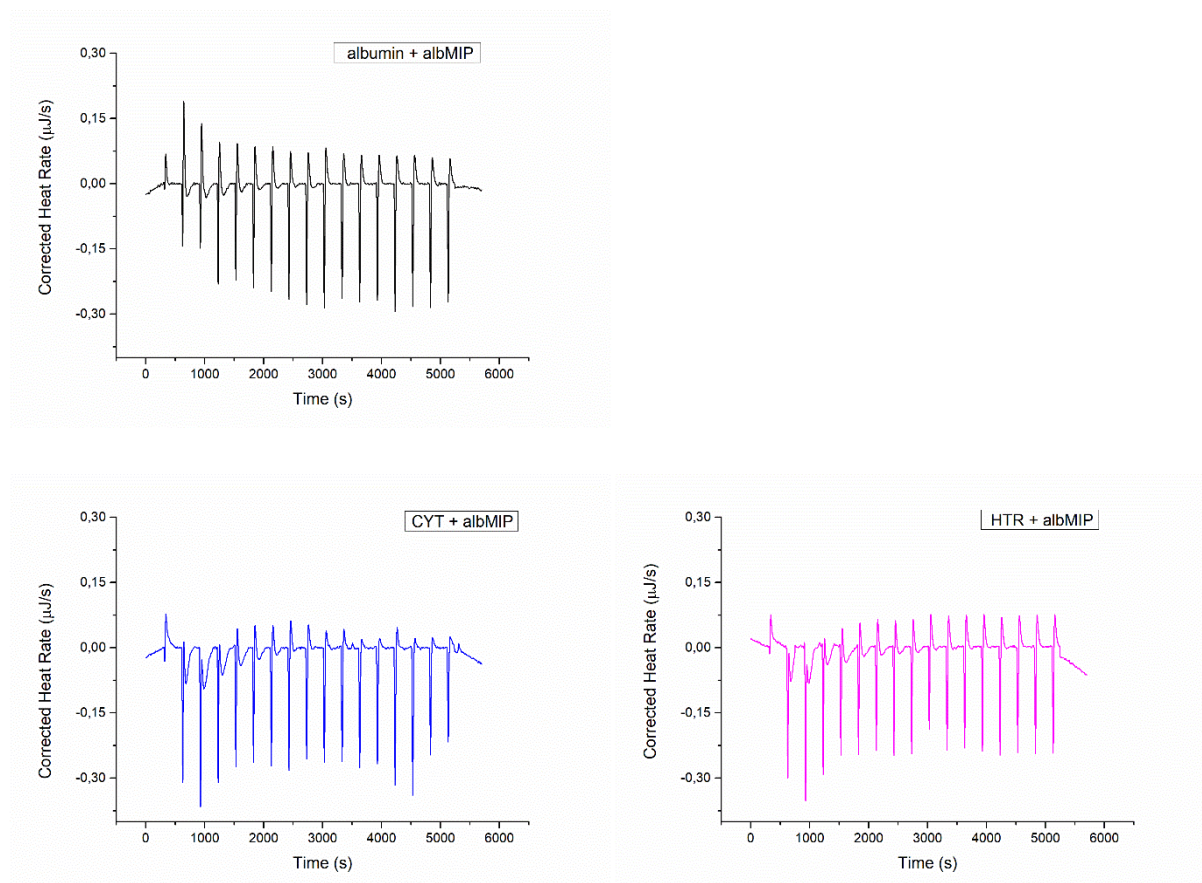 albumin + albMIP
0,30
0,15
0,00
-0,15
-0,30
Corrected Heat Rate (µJ/s)
0 1000 2000 3000 4000 5000 6000
Time (s)
CYT + albMIP
0,30
0,15
0,00
-0,15
-0,30
Corrected Heat Rate (µJ/s)
0 1000 2000 3000 4000 5000 6000
Time (s)
HTR + albMIP
0,30
0,15
0,00
-0,15
-0,30
Corrected Heat Rate (µJ/s)
0 1000 2000 3000 4000 5000 6000
Time (s)